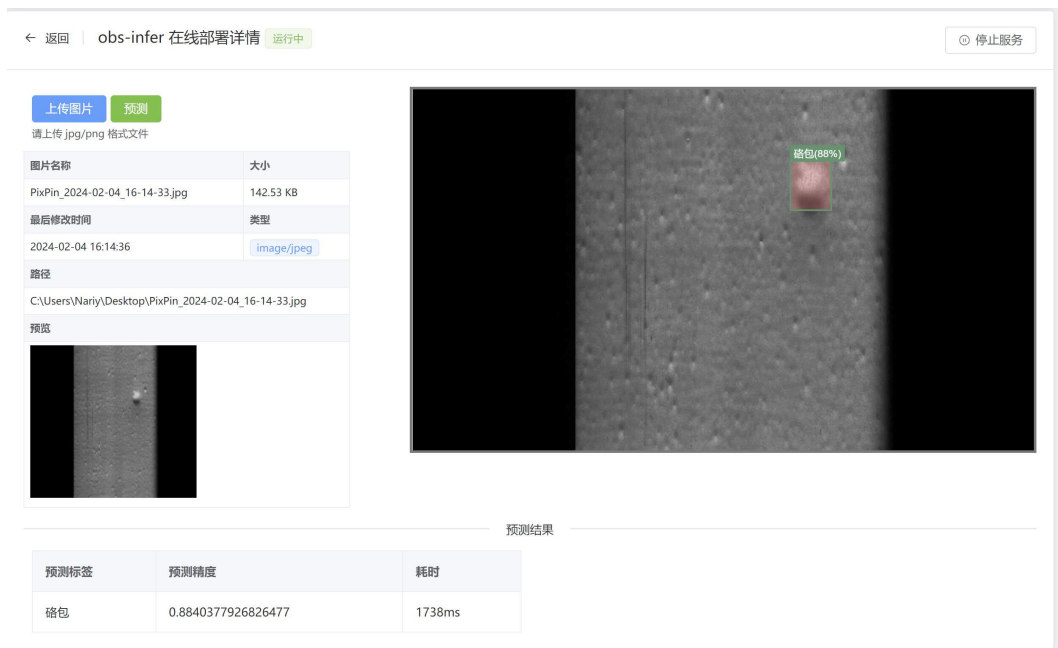 ← 返回 obs-infer 在线部署详情 运行中 停止服务
上传图片 预测
请上传 jpg/png 格式文件
图片名称 大小
PixPin_2024-02-04_16-14-33.jpg 142.53 KB
最后修改时间 类型
2024-02-04 16:14:36 image/jpeg
路径
C:\Users\Nariy\Desktop\PixPin_2024-02-04_16-14-33.jpg
预览
硌包(88%)
预测结果
预测标签 预测精度 耗时
硌包 0.8840377926826477 1738ms